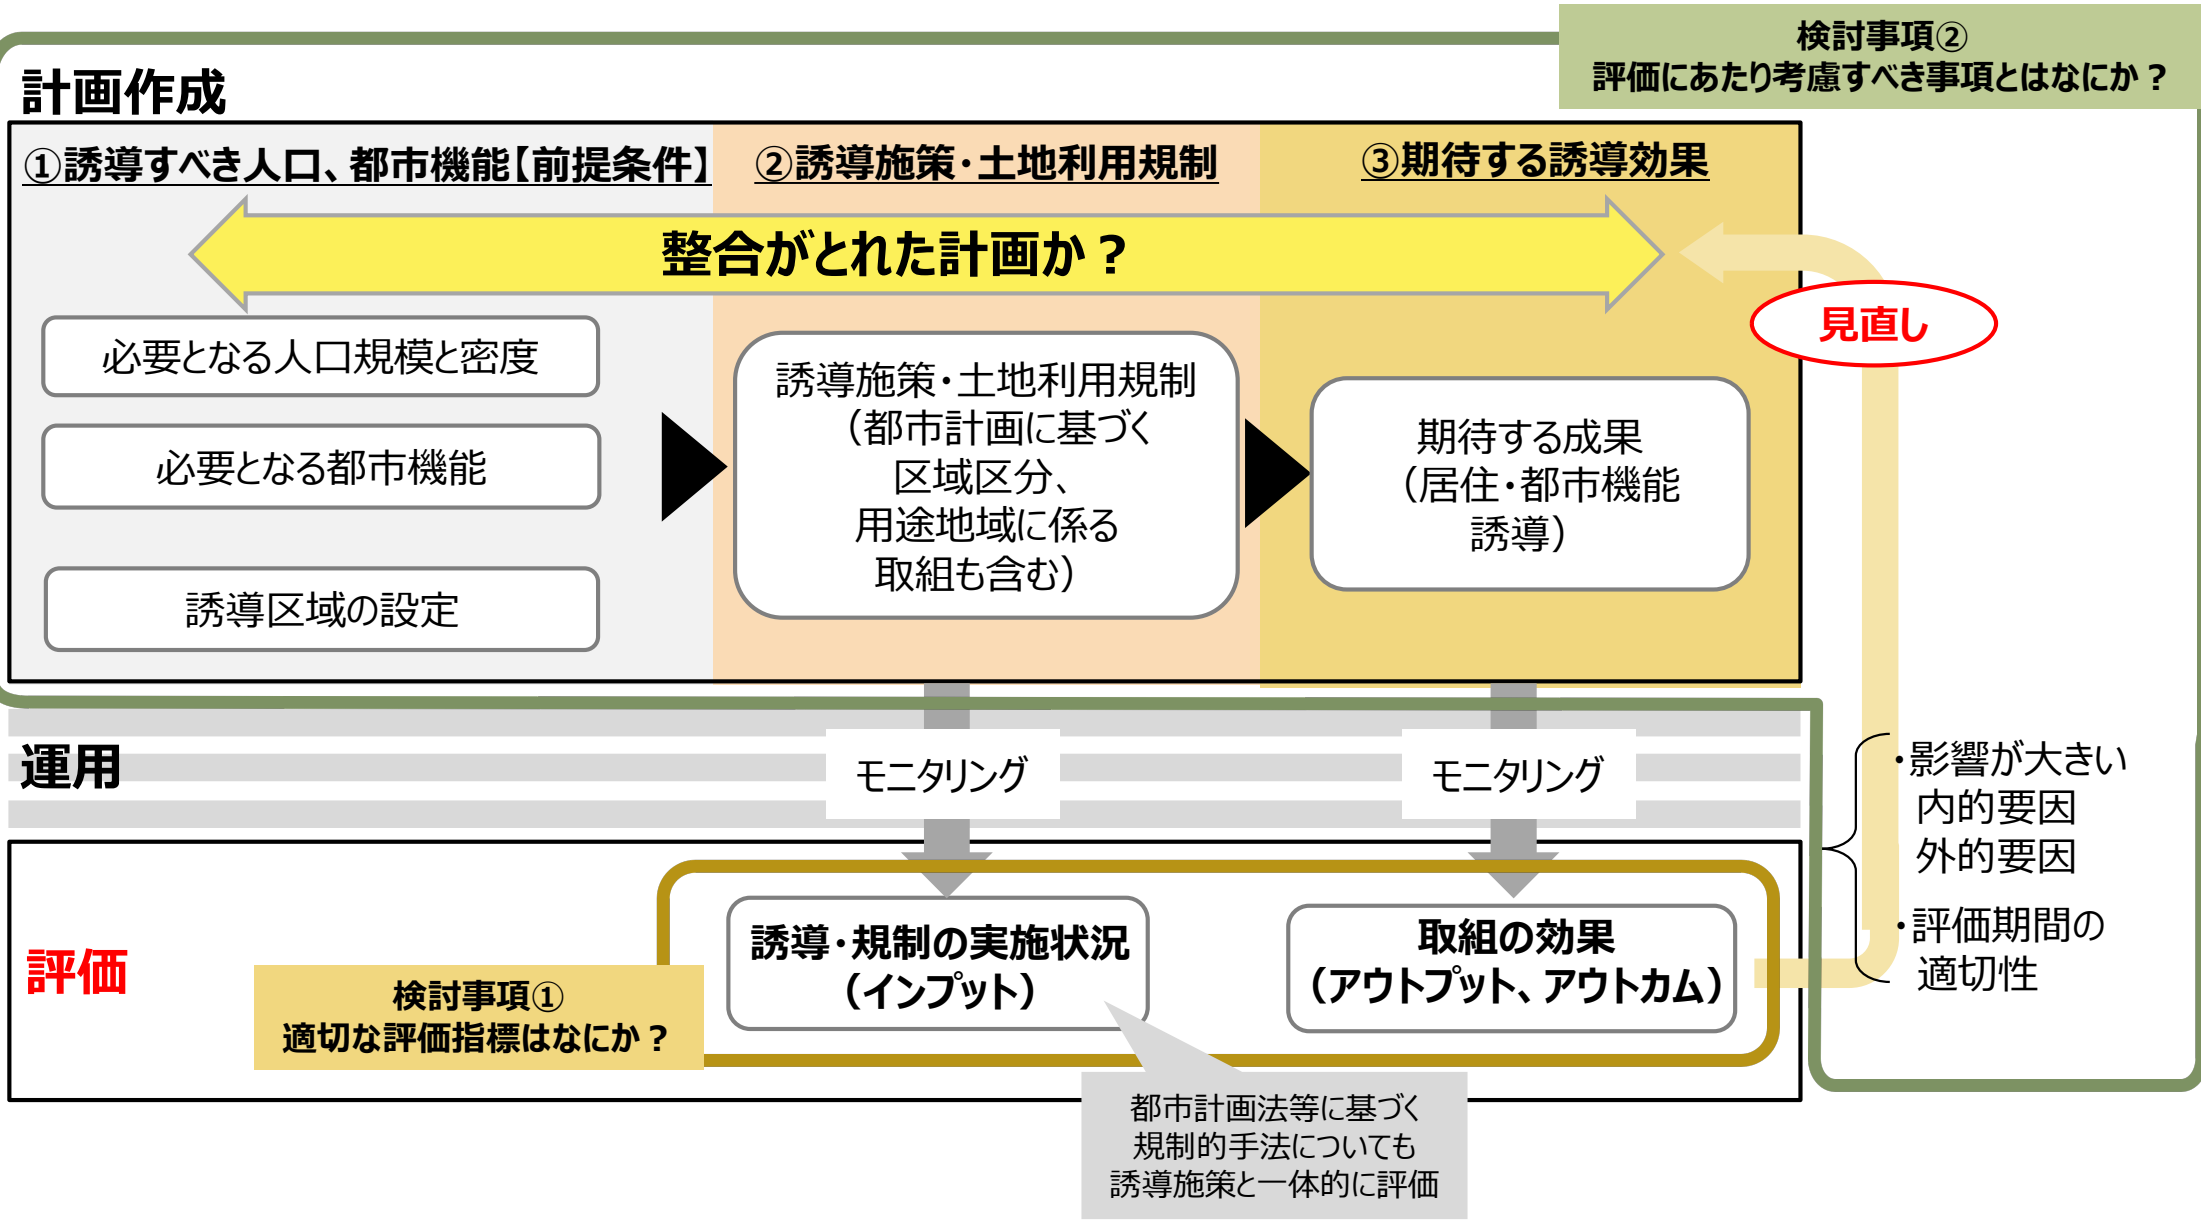 検討事項②
評価にあたり考慮すべき事項とはなにか？
計画作成
①誘導すべき人口、都市機能【前提条件】
②誘導施策・土地利用規制
③期待する誘導効果
整合がとれた計画か？
見直し
必要となる人口規模と密度
必要となる都市機能
誘導区域の設定
誘導施策・土地利用規制
（都市計画に基づく
区域区分、
用途地域に係る
取組も含む）
期待する成果
（居住・都市機能
誘導）
運用
モニタリング
モニタリング
・影響が大きい
内的要因
外的要因
・評価期間の
適切性
評価
検討事項①
適切な評価指標はなにか？
誘導・規制の実施状況
（インプット）
取組の効果
（アウトプット、アウトカム）
都市計画法等に基づく
規制的手法についても
誘導施策と一体的に評価